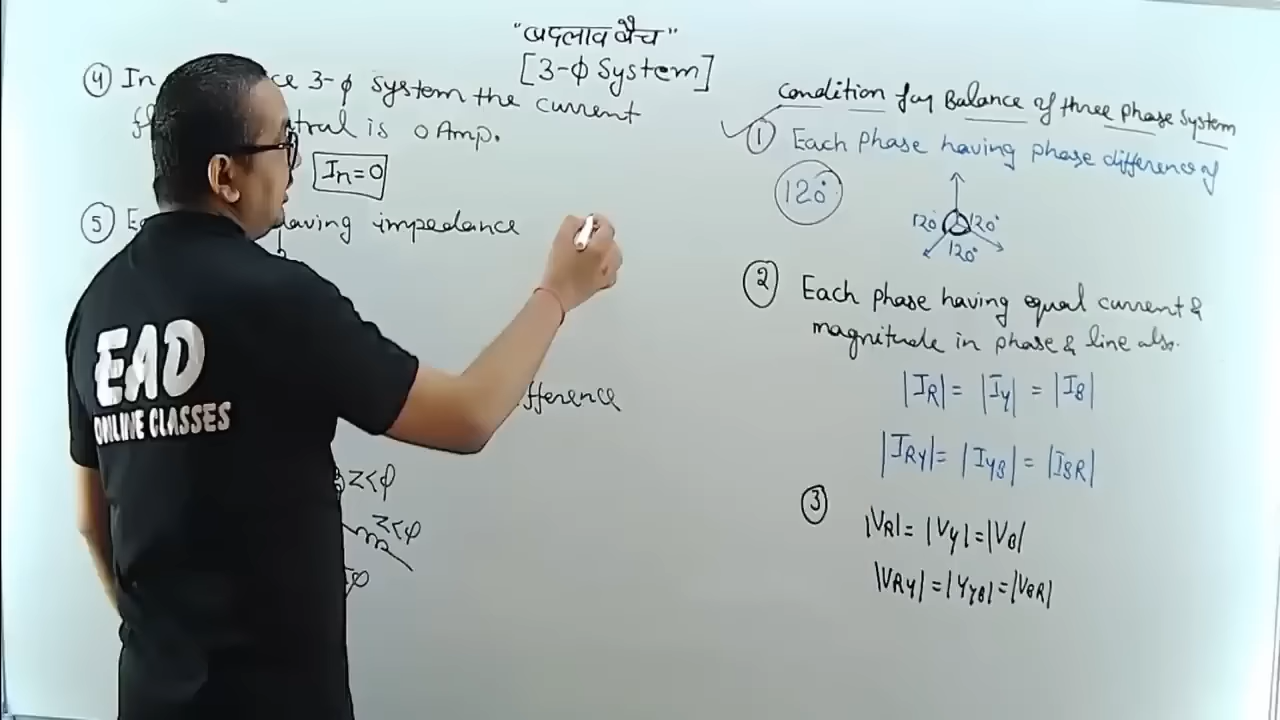 "बदलाव बैच"
[3-ϕ System]
④ In ce 3-ϕ system the current
is 0 Amp.
In=0
⑤ having impedance
fference
Z<ϕ
Z<ϕ
condition for Balance of three phase system
① Each phase having phase difference of
120°
120° 120°
120°
② Each phase having equal current &
magnitude in phase & line also.
|IR| = |IY| = |IB|
|IRY| = |IYB| = |IBR|
③
|VR| = |VY| = |VB|
|VRY| = |VYB| = |VBR|
EAD
ONLINE CLASSES